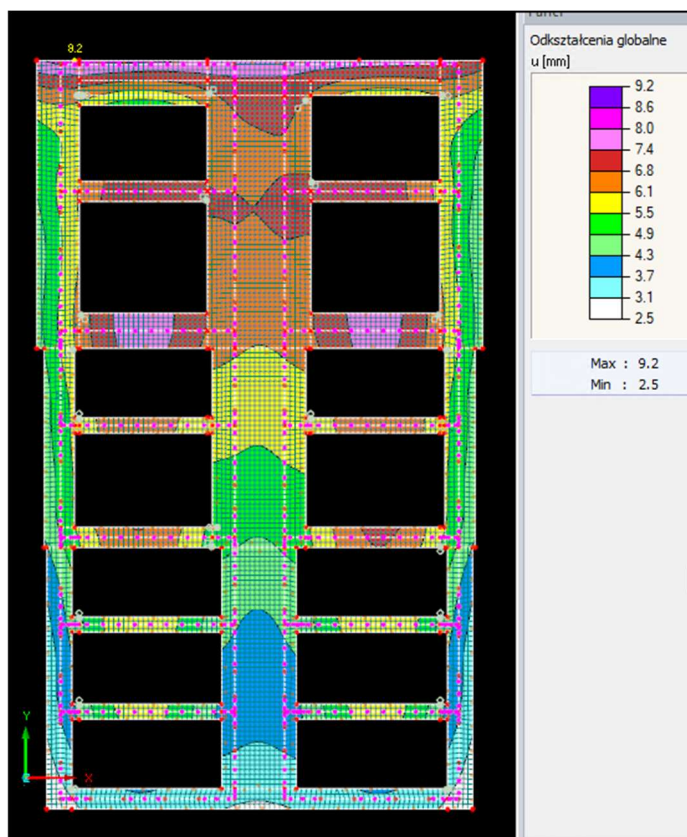 Panel
Odkształcenia globalne
u [mm]
9.2
8.6
8.0
7.4
6.8
6.1
5.5
4.9
4.3
3.7
3.1
2.5
Max : 9.2
Min : 2.5
9.2
Y
X